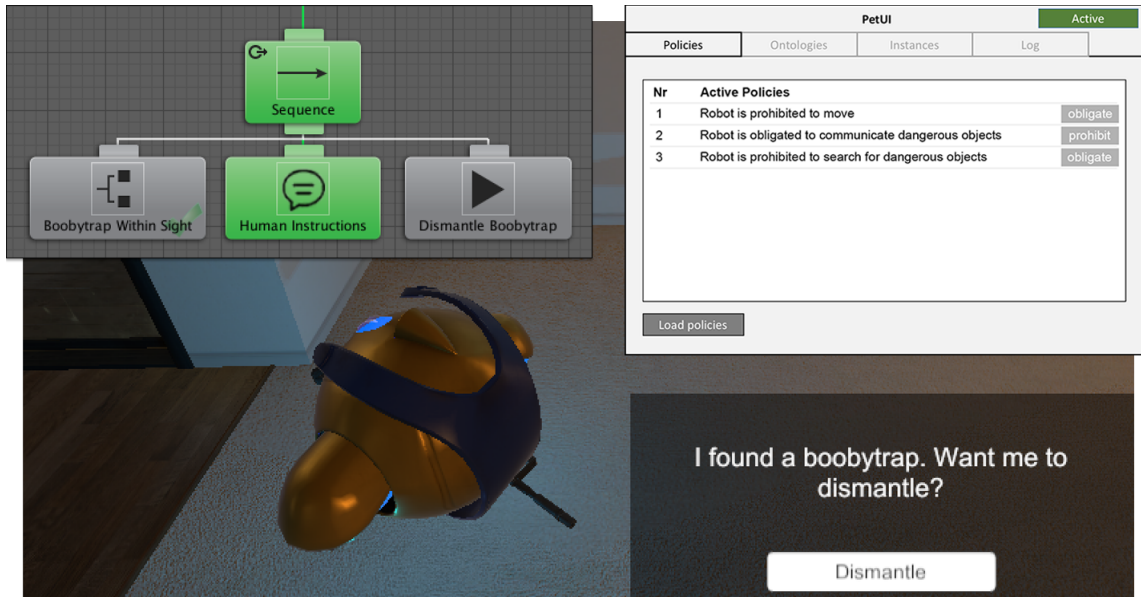 Sequence
Boobytrap Within Sight
Human Instructions
Dismantle Boobytrap
PetUI
Active
Policies
Ontologies
Instances
Log
Nr Active Policies
1 Robot is prohibited to move obligate
2 Robot is obligated to communicate dangerous objects prohibit
3 Robot is prohibited to search for dangerous objects obligate
Load policies
I found a boobytrap. Want me to
dismantle?
Dismantle